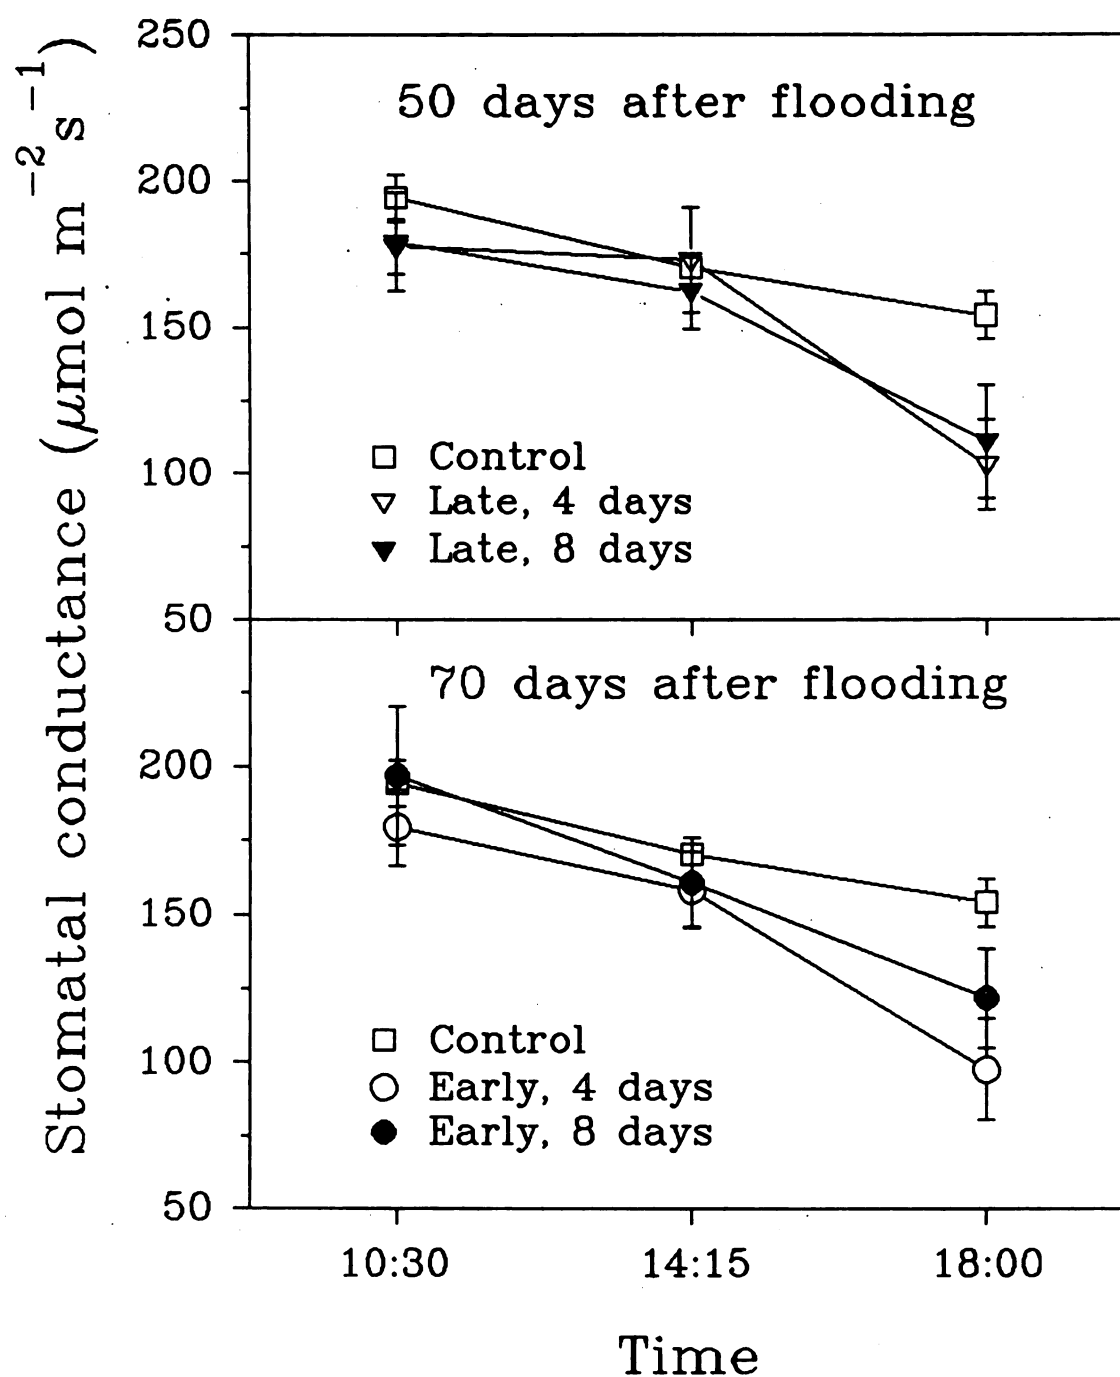 Stomatal conductance (μmol m⁻² s⁻¹)
250
200
150
100
50
50 days after flooding
Control
Late, 4 days
Late, 8 days
200
150
100
50
70 days after flooding
Control
Early, 4 days
Early, 8 days
10:30 14:15 18:00
Time